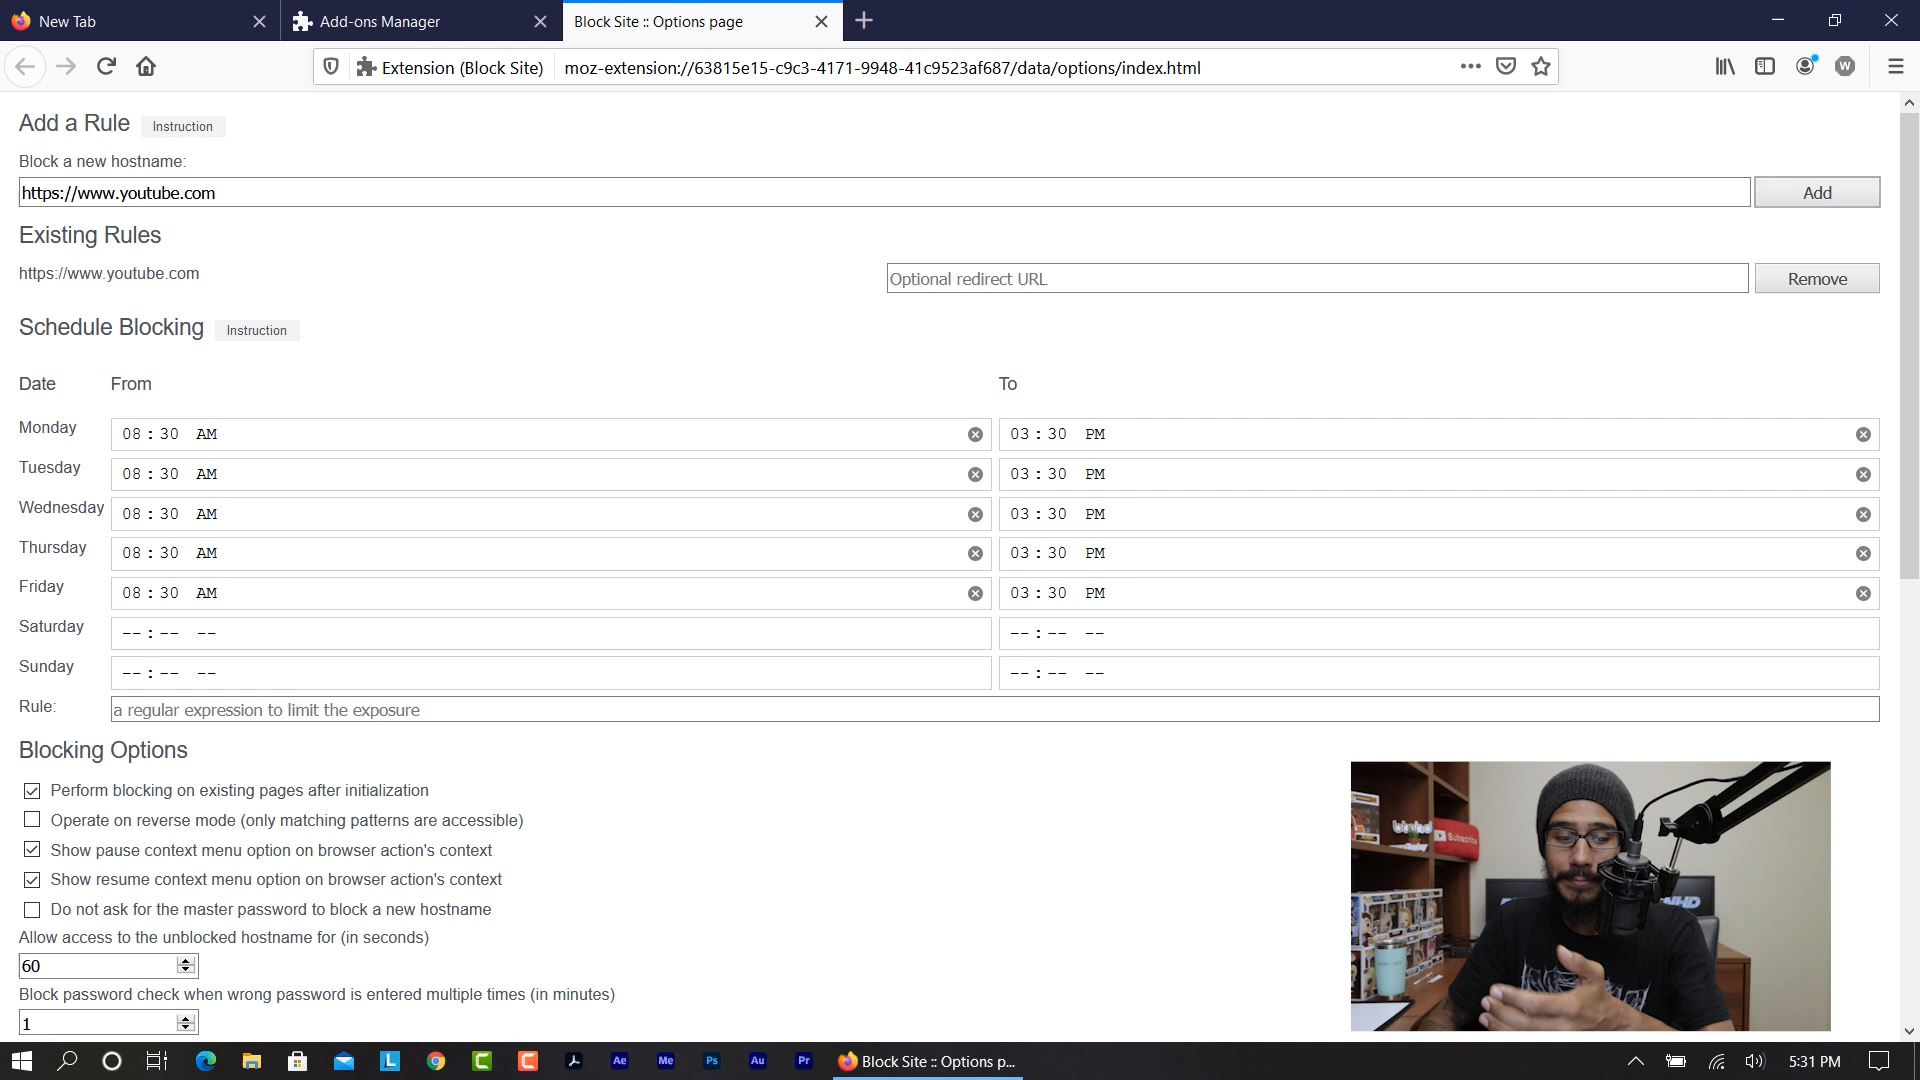 New Tab
Add-ons Manager
Block Site :: Options page
Extension (Block Site)
moz-extension://63815e15-c9c3-4171-9948-41c9523af687/data/options/index.html
W
Add a Rule
Instruction
Block a new hostname:
https://www.youtube.com
Add
Existing Rules
https://www.youtube.com
Optional redirect URL
Remove
Schedule Blocking
Instruction
Date From To
Monday 08:30 AM 03:30 PM
Tuesday 08:30 AM 03:30 PM
Wednesday 08:30 AM 03:30 PM
Thursday 08:30 AM 03:30 PM
Friday 08:30 AM 03:30 PM
Saturday --:-- -- --:-- --
Sunday --:-- -- --:-- --
Rule: a regular expression to limit the exposure
Blocking Options
Perform blocking on existing pages after initialization
Operate on reverse mode (only matching patterns are accessible)
Show pause context menu option on browser action's context
Show resume context menu option on browser action's context
Do not ask for the master password to block a new hostname
Allow access to the unblocked hostname for (in seconds)
60
Block password check when wrong password is entered multiple times (in minutes)
1
Subscribe
L
C
C
Ae
Me
Ps
Au
Pr
Block Site :: Options p...
5:31 PM